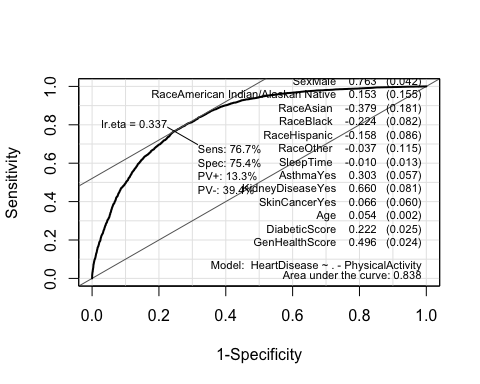 SexMale 0.763 (0.042)
RaceAmerican Indian/Alaskan Native 0.153 (0.155)
RaceAsian -0.379 (0.181)
lr.eta = 0.337
RaceBlack -0.224 (0.082)
RaceHispanic -0.158 (0.086)
Sens: 76.7%
RaceOther -0.037 (0.115)
Spec: 75.4%
SleepTime -0.010 (0.013)
PV+: 13.3%
AsthmaYes 0.303 (0.057)
PV-: 39.4%
KidneyDiseaseYes 0.660 (0.081)
SkinCancerYes 0.066 (0.060)
Age 0.054 (0.002)
DiabeticScore 0.222 (0.025)
GenHealthScore 0.496 (0.024)
Model: HeartDisease ~ . - PhysicalActivity
Area under the curve: 0.838
Sensitivity
0.0 0.2 0.4 0.6 0.8 1.0
0.0 0.2 0.4 0.6 0.8 1.0
1-Specificity